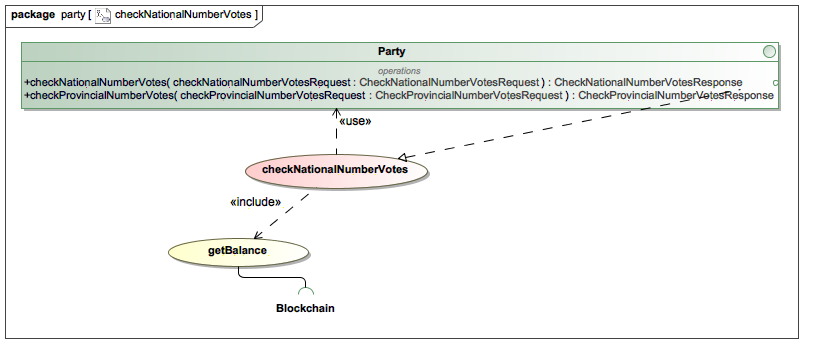 package party [ checkNationalNumberVotes ]
Party
operations
+checkNationalNumberVotes( checkNationalNumberVotesRequest : CheckNationalNumberVotesRequest ) : CheckNationalNumberVotesResponse
+checkProvincialNumberVotes( checkProvincialNumberVotesRequest : CheckProvincialNumberVotesRequest ) : CheckProvincialNumberVotesResponse
«use»
checkNationalNumberVotes
«include»
getBalance
Blockchain